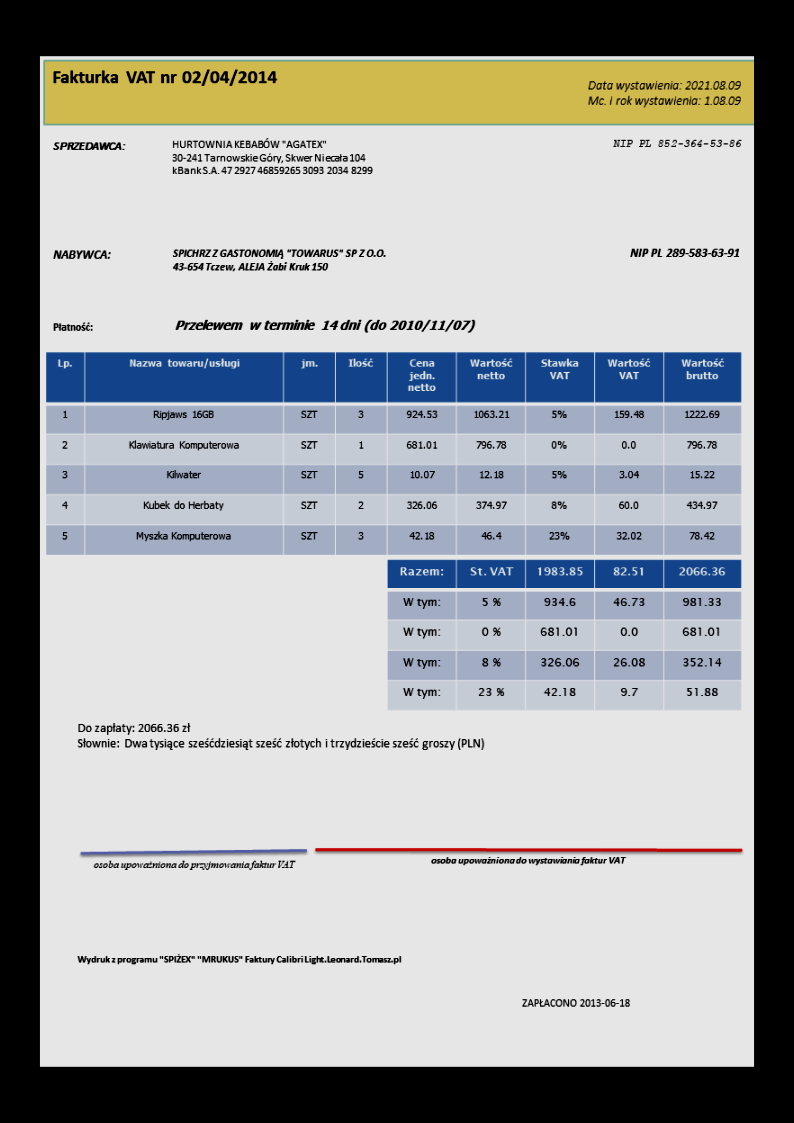 Fakturka VAT nr 02/04/2014
Data wystawienia: 2021.08.09
Mc. i rok wystawienia: 1.08.09
SPRZEDAWCA:
HURTOWNIA KEBABÓW "AGATEX"
NIP PL 852-364-53-86
30-241 Tarnowskie Góry, Skwer Niecała 104
kBank S.A. 47 2927 46859265 3093 2034 8299
NABYWCA:
SPICHRZ Z GASTONOMIĄ "TOWARUS" SP Z O.O.
NIP PL 289-583-63-91
43-654 Tczew, ALEJA Żabi Kruk 150
Płatność: Przelewem w terminie 14 dni (do 2010/11/07)
Lp. Nazwa towaru/usługi jm. Ilość Cena jedn. netto Wartość netto Stawka VAT Wartość VAT Wartość brutto
1 Ripjaws 16GB SZT 3 924.53 1063.21 5% 159.48 1222.69
2 Klawiatura Komputerowa SZT 1 681.01 796.78 0% 0.0 796.78
3 Kilwater SZT 5 10.07 12.18 5% 3.04 15.22
4 Kubek do Herbaty SZT 2 326.06 374.97 8% 60.0 434.97
5 Myszka Komputerowa SZT 3 42.18 46.4 23% 32.02 78.42
Razem: St. VAT 1983.85 82.51 2066.36
W tym: 5 % 934.6 46.73 981.33
W tym: 0 % 681.01 0.0 681.01
W tym: 8 % 326.06 26.08 352.14
W tym: 23 % 42.18 9.7 51.88
Do zapłaty: 2066.36 zł
Słownie: Dwa tysiące sześćdziesiąt sześć złotych i trzydzieście sześć groszy (PLN)
osoba upoważniona do przyjmowania faktur VAT
osoba upoważniona do wystawiania faktur VAT
Wydruk z programu "SPIŻEX" "MRUKUS" Faktury Calibri Light.Leonard.Tomasz.pl
ZAPŁACONO 2013-06-18